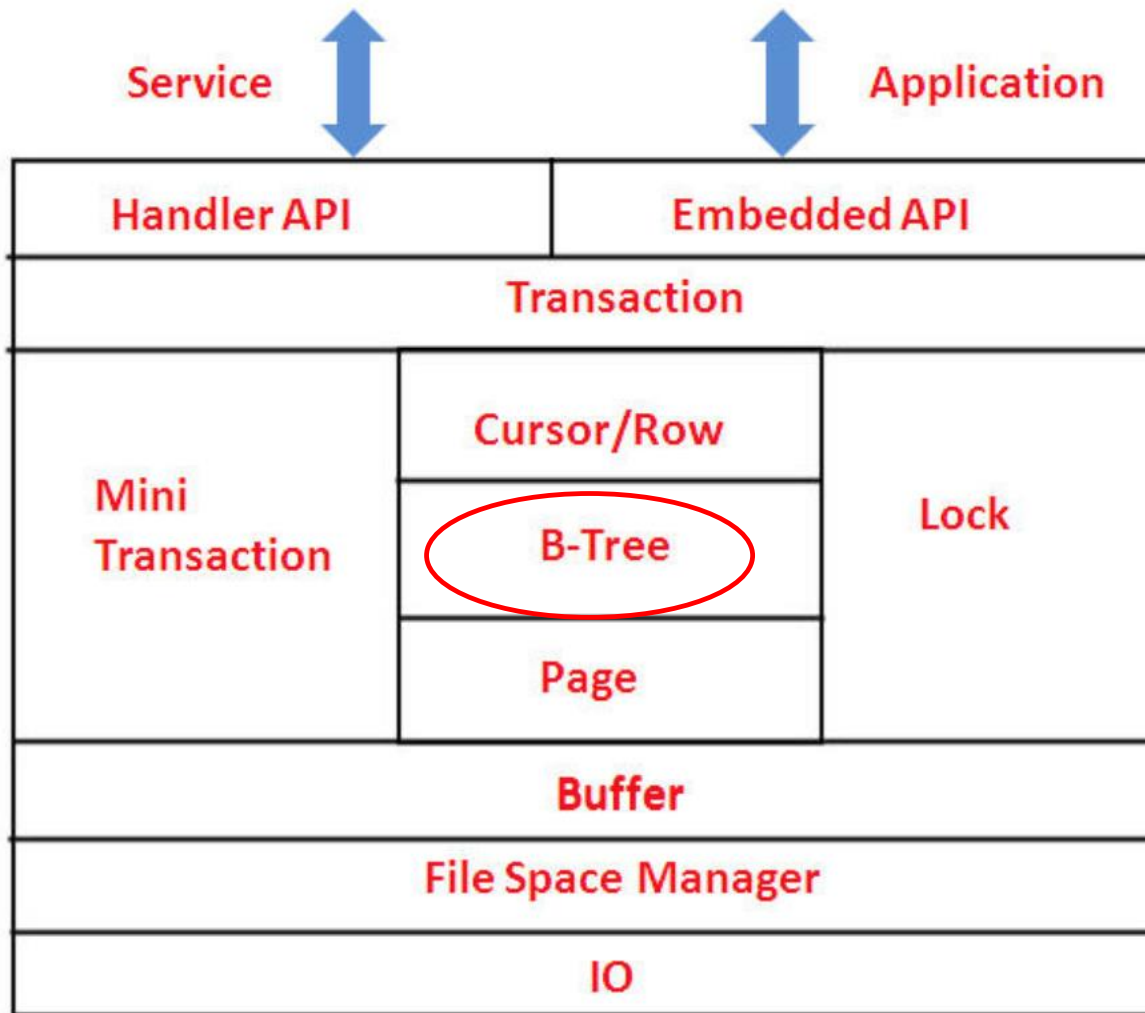 Service
Application
Handler API
Embedded API
Transaction
Cursor/Row
Mini
Transaction
B-Tree
Lock
Page
Buffer
File Space Manager
IO